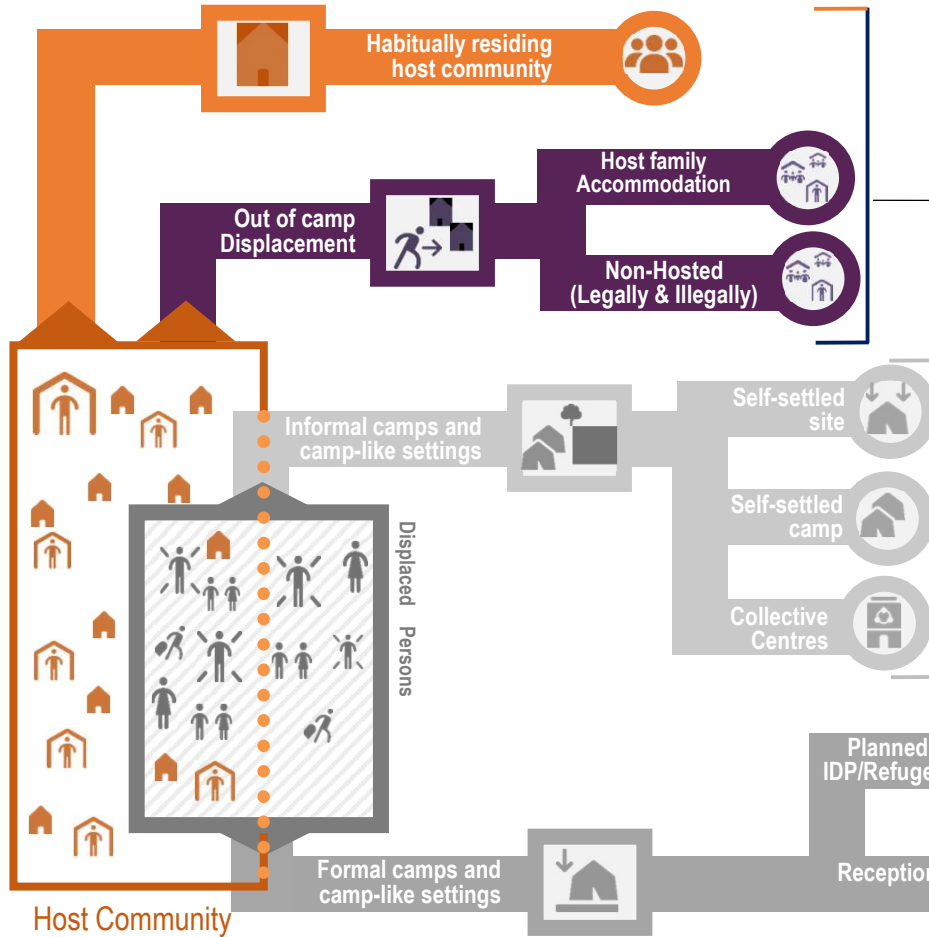 Habitually residing
host community
Host family
Accommodation
Out of camp
Displacement
Non-Hosted
(Legally & Illegally)
Self-settled
site
Informal camps and
camp-like settings
Self-settled
camp
Displaced Persons
Collective
Centres
Planned
IDP/Refuge
Reception
Formal camps and
camp-like settings
Host Community